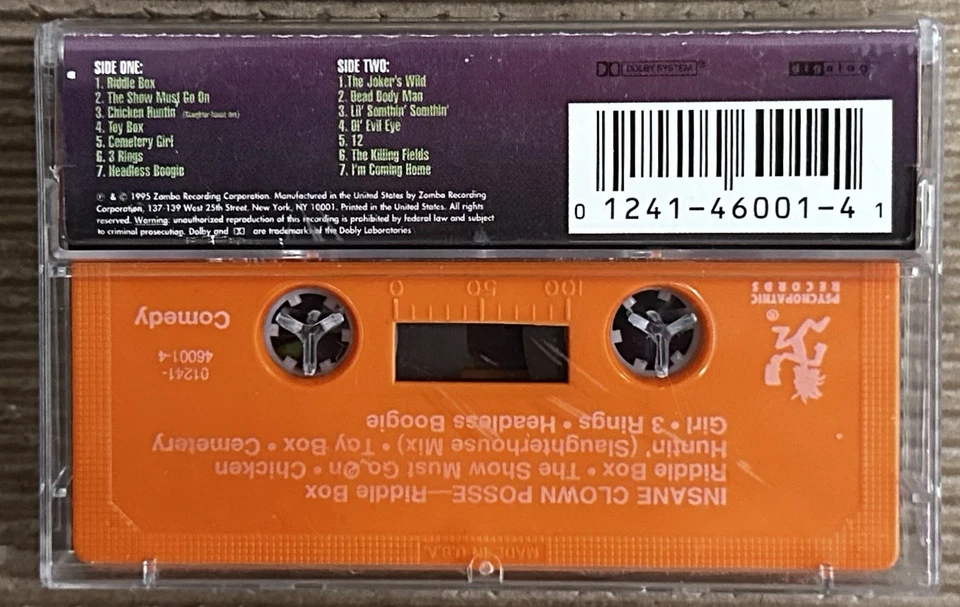 SIDE ONE:
1. Riddle Box
2. The Show Must Go On
3. Chicken Huntin' (Slaughter house mix)
4. Toy Box
5. Cemetery Girl
6. 3 Rings
7. Headless Boogie
SIDE TWO:
1.The Joker's Wild
2. Dead Body Man
3. Lil' Somthin' Somthin'
4. Ol' Evil Eye
5. 12
6. The Killing Fields
7. I'm Coming Home
DOLBY SYSTEM
digalog
℗ & © 1995 Zomba Recording Corporation. Manufactured in the United States by Zomba Recording
Corporation, 137-139 West 25th Street. New York, NY 10001. Printed in the United States. All rights
reserved. Warning: unauthorized reproduction of this recording is prohibited by federal law and subject
to criminal prosecution. Dolby and are trademarks of the Dobly Laboratories
0 1241-46001-4 1
PSYCHOPATHIC
RECORDS
®
100 50 0
Comedy
01241-
46001-4
INSANE CLOWN POSSE—Riddle Box
Riddle Box • The Show Must Go On • Chicken
Huntin' (Slaughterhouse Mix) • Toy Box • Cemetery
Girl • 3 Rings • Headless Boogie
MADE IN U.S.A.